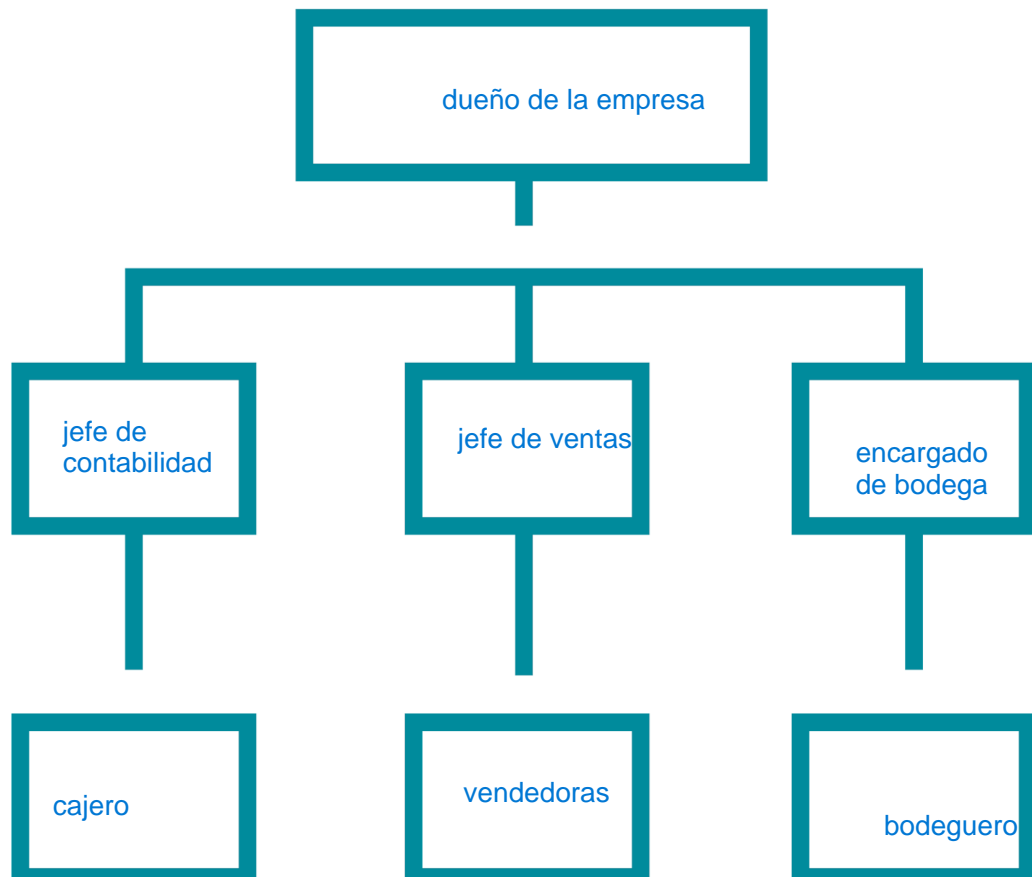 dueño de la empresa
jefe de
contabilidad
jefe de ventas
encargado
de bodega
cajero
vendedoras
bodeguero